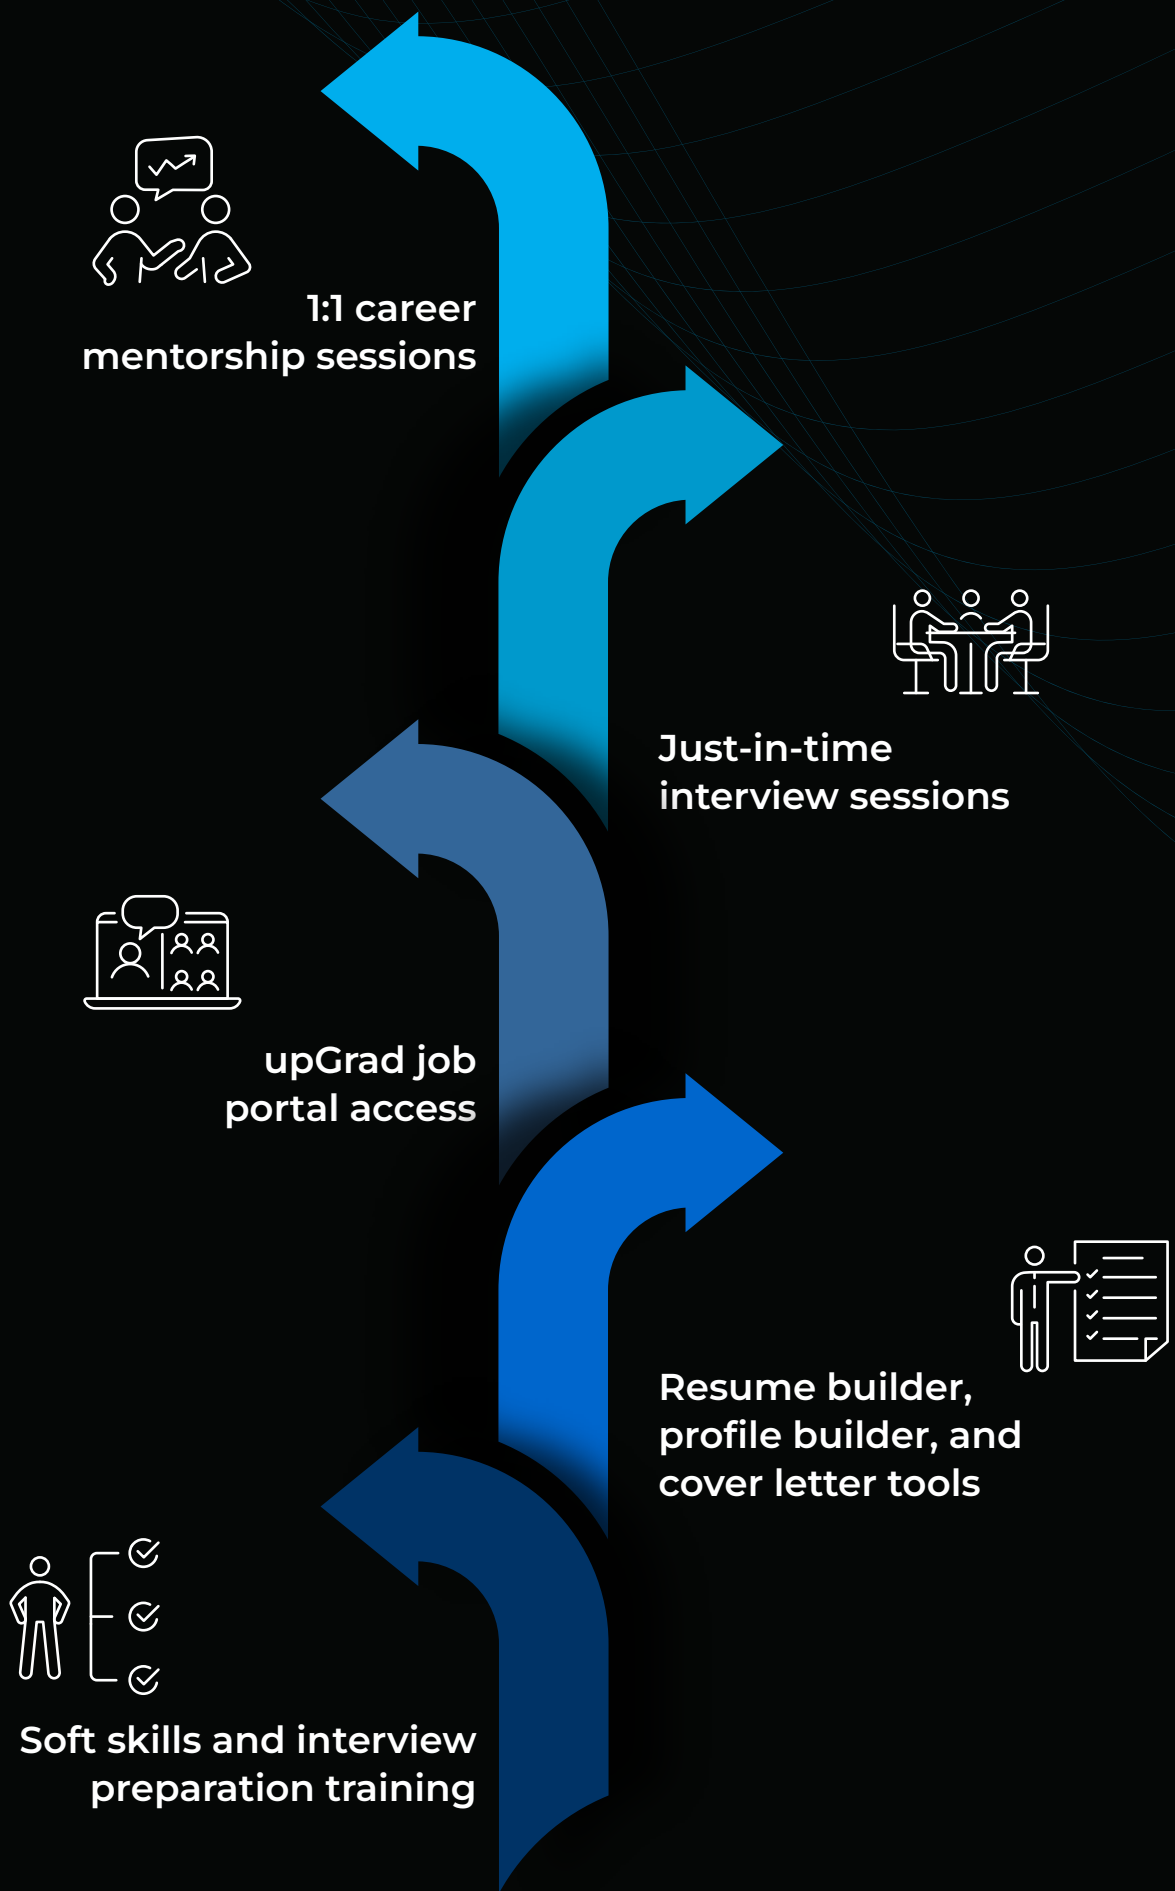 1:1 career
mentorship sessions
Just-in-time
interview sessions
upGrad job
portal access
Resume builder,
profile builder, and
cover letter tools
Soft skills and interview
preparation training